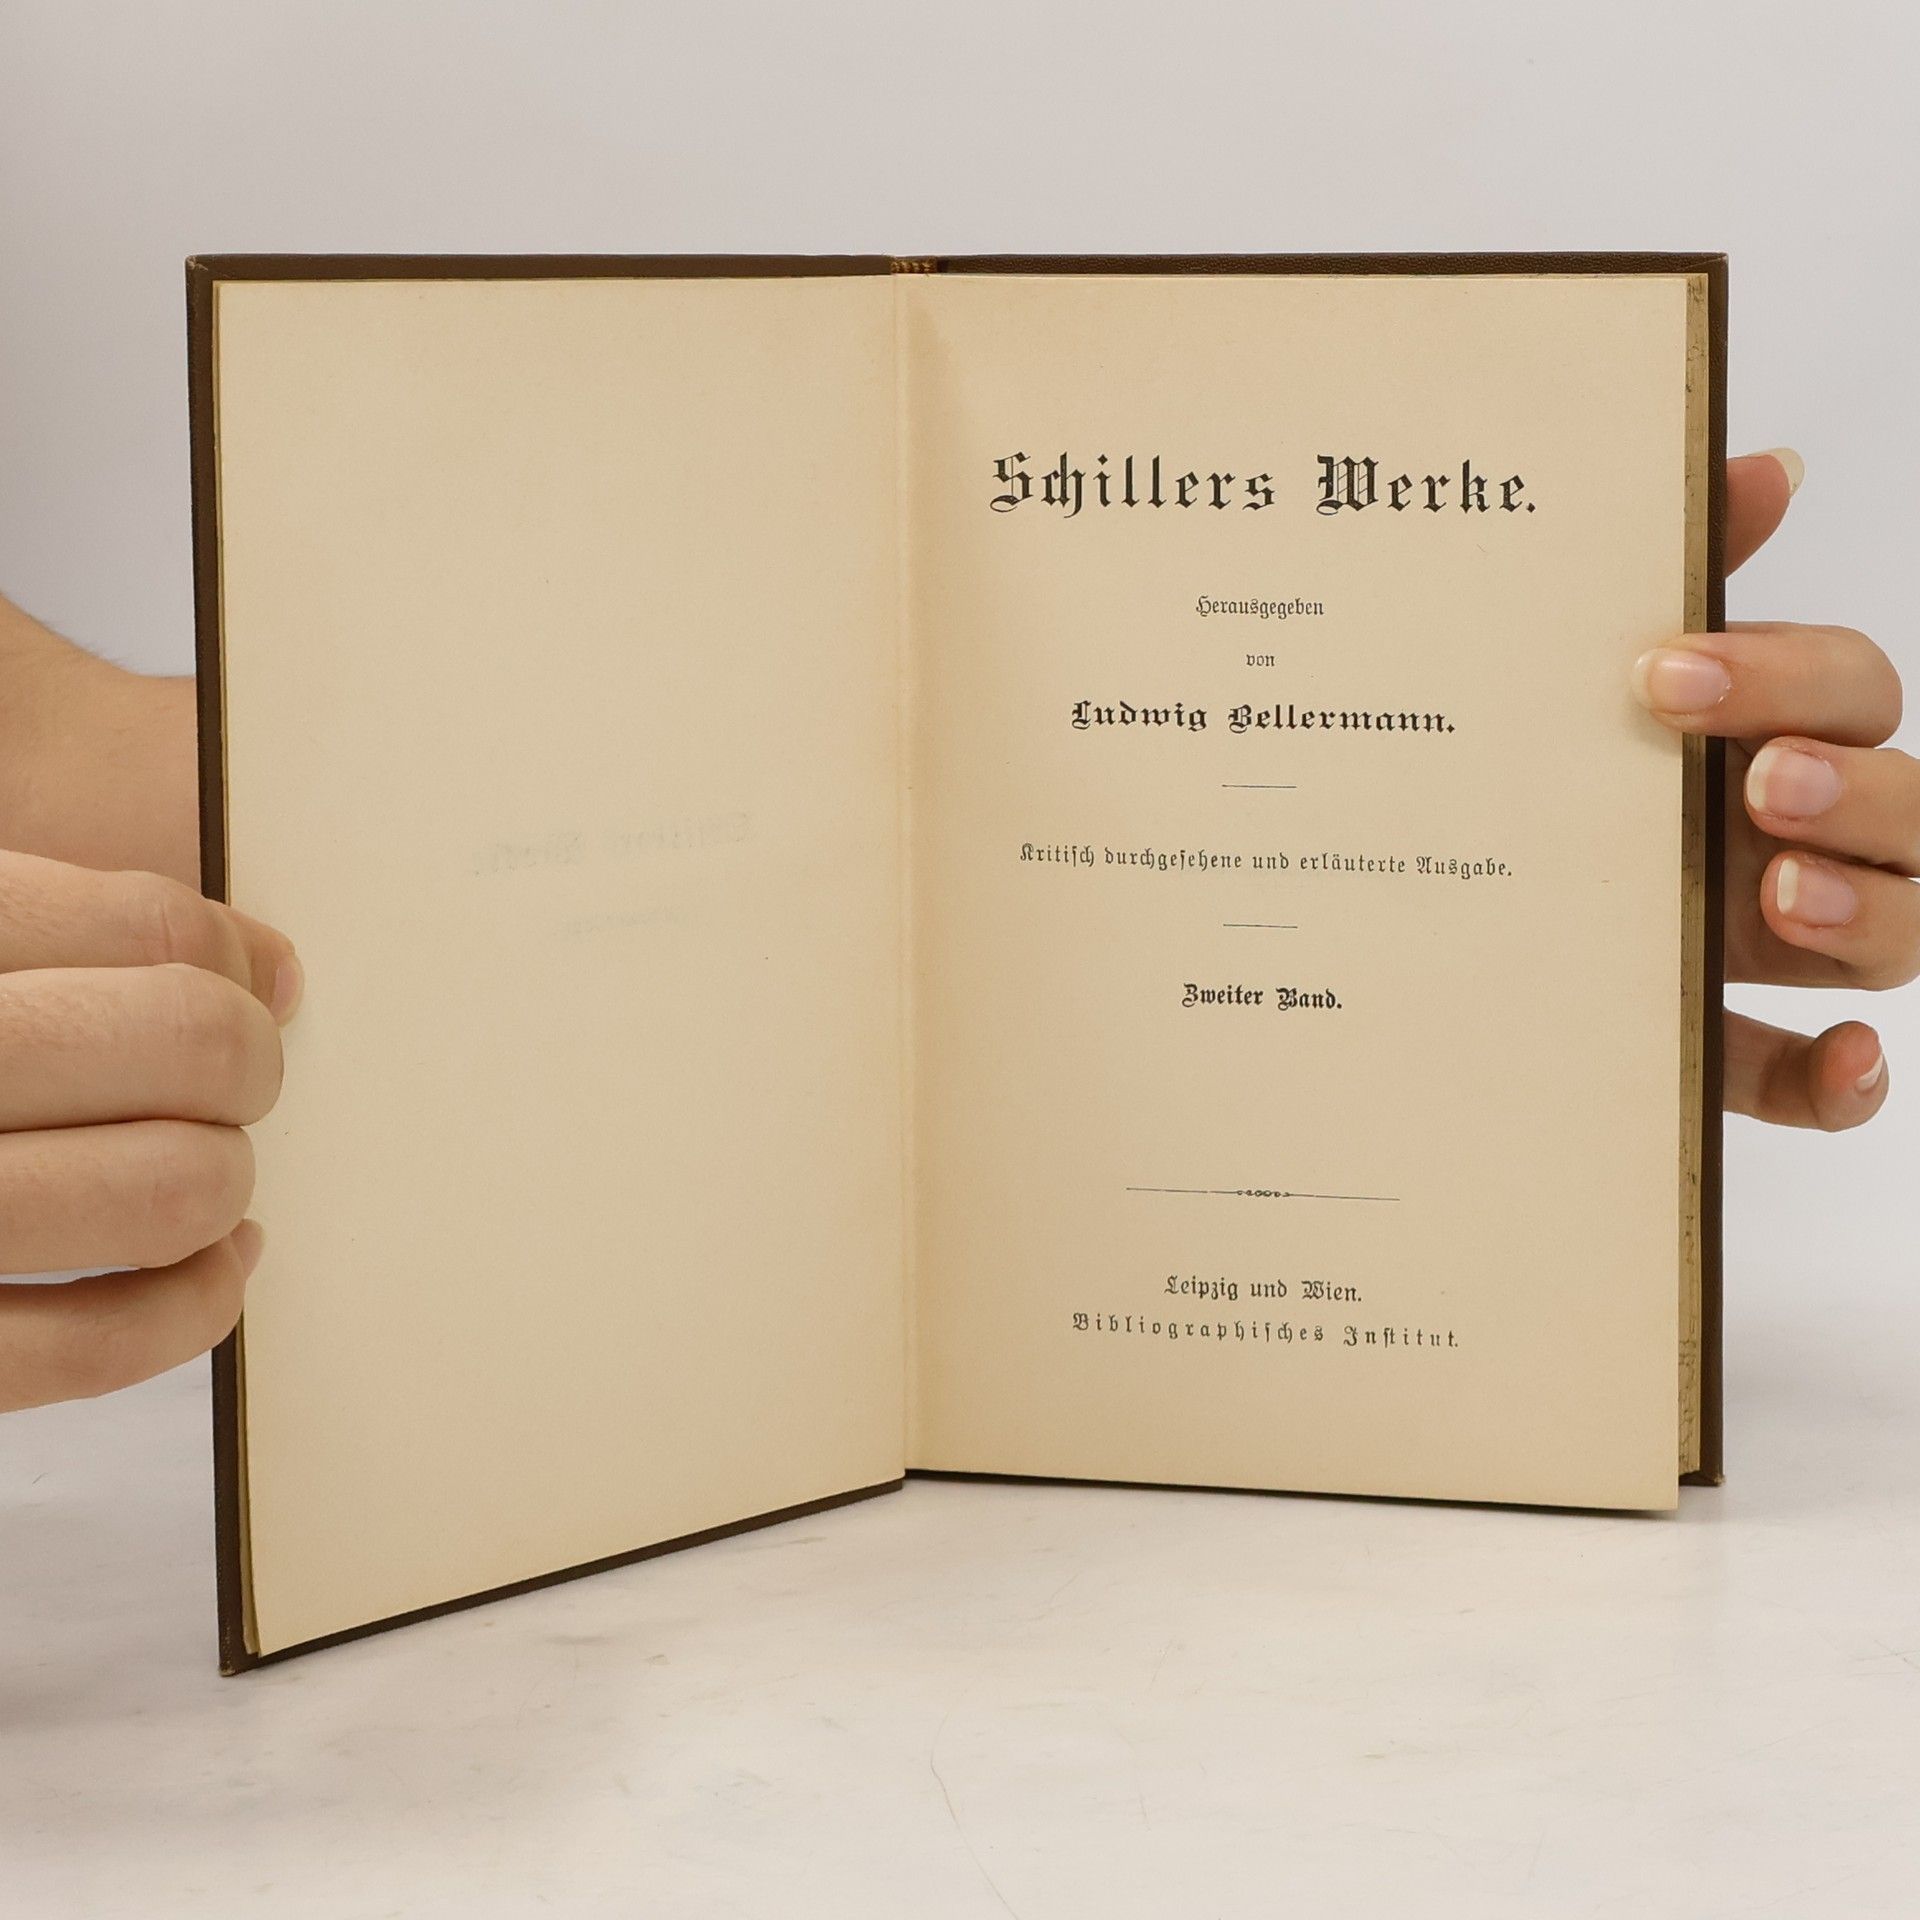 Schillers Werke.
Herausgegeben
von
Ludwig Bellermann.
Kritiſch durchgeſehene und erläuterte Ausgabe.
Zweiter Band.
Leipzig und Wien.
Bibliographiſches Inſtitut.